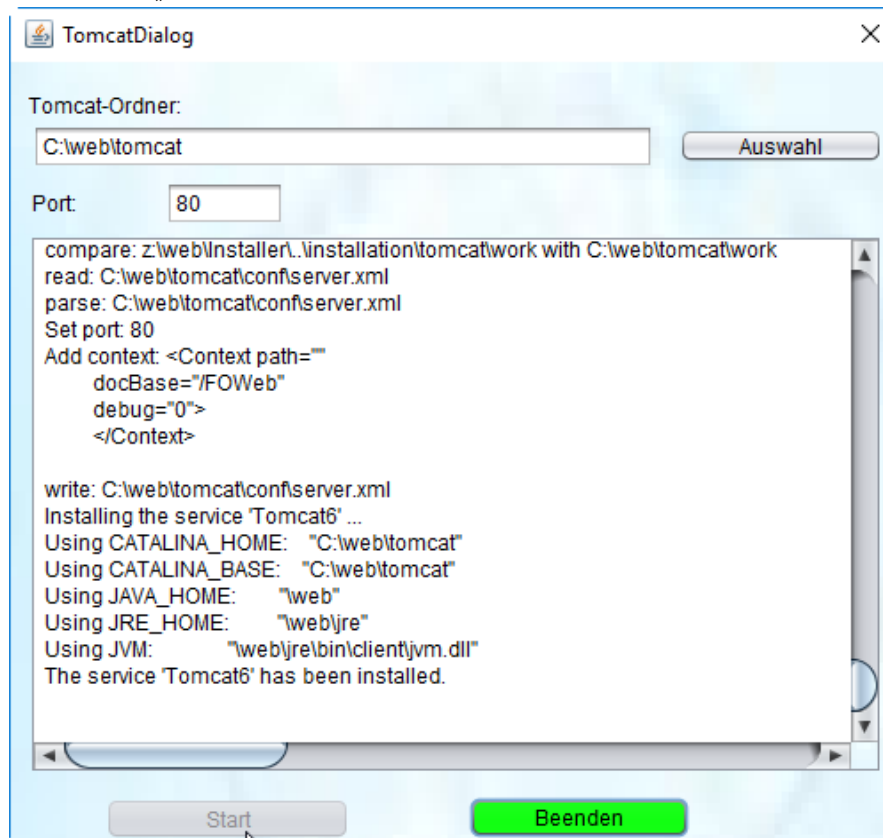 TomcatDialog
Tomcat-Ordner:
C:\web\tomcat
Auswahl
Port:
80
compare: z:\web\Installer\..\installation\tomcat\work with C:\web\tomcat\work
read: C:\web\tomcat\conf\server.xml
parse: C:\web\tomcat\conf\server.xml
Set port: 80
Add context: <Context path=""
docBase="/FOWeb"
debug="0">
</Context>
write: C:\web\tomcat\conf\server.xml
Installing the service 'Tomcat6' ...
Using CATALINA_HOME: "C:\web\tomcat"
Using CATALINA_BASE: "C:\web\tomcat"
Using JAVA_HOME: "\web"
Using JRE_HOME: "\web\jre"
Using JVM: "\web\jre\bin\client\jvm.dll"
The service 'Tomcat6' has been installed.
Start
Beenden